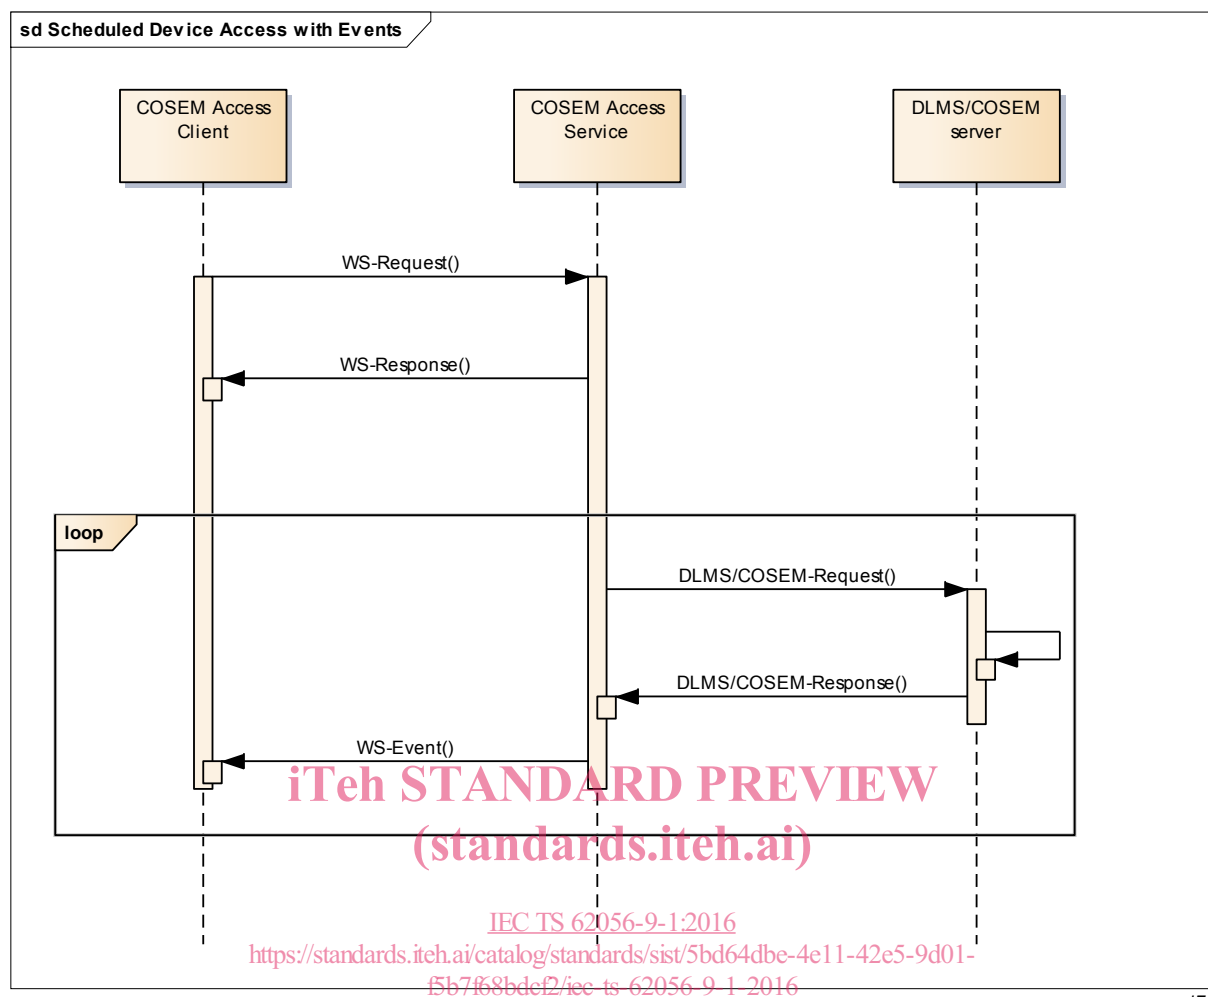 sd Scheduled Device Access with Events
COSEM Access
Client
COSEM Access
Service
DLMS/COSEM
server
WS-Request()
WS-Response()
loop
DLMS/COSEM-Request()
DLMS/COSEM-Response()
WS-Event()
iTeh STANDARD PREVIEW
(standards.iteh.ai)
IEC TS 62056-9-1:2016
https://standards.iteh.ai/catalog/standards/sist/5bd64dbe-4e11-42e5-9d01-
f5b7f68bdcf2/iec-ts-62056-9-1-2016